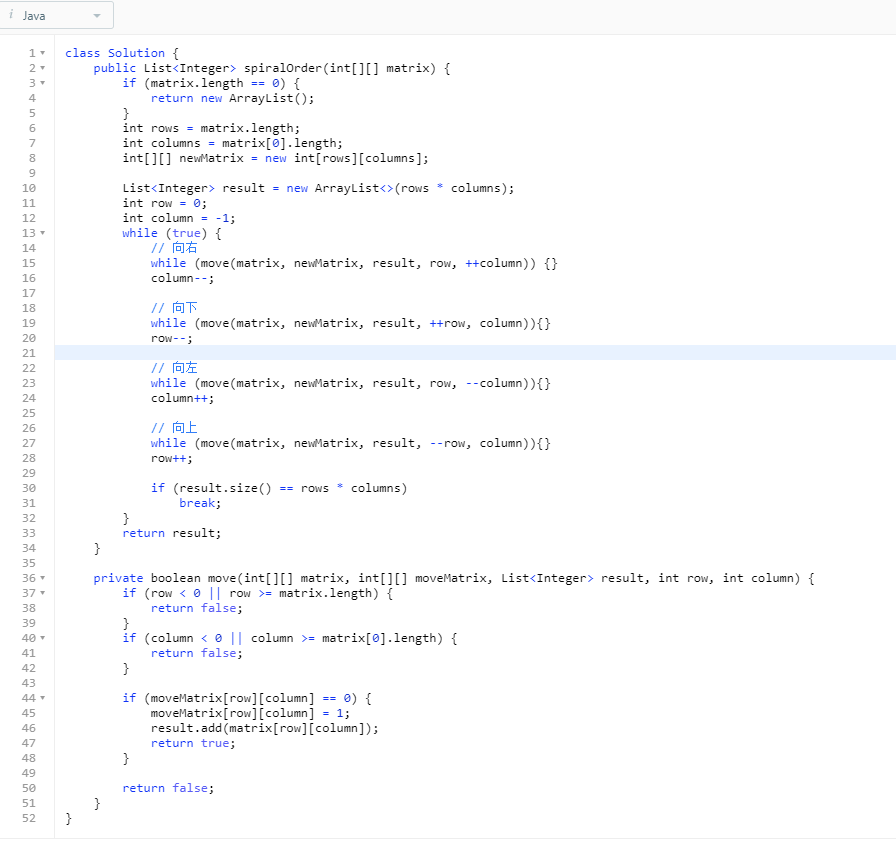 i Java
1 class Solution {
2     public List<Integer> spiralOrder(int[][] matrix) {
3         if (matrix.length == 0) {
4             return new ArrayList();
5         }
6         int rows = matrix.length;
7         int columns = matrix[0].length;
8         int[][] newMatrix = new int[rows][columns];
9
10         List<Integer> result = new ArrayList<>(rows * columns);
11         int row = 0;
12         int column = -1;
13         while (true) {
14             // 向右
15             while (move(matrix, newMatrix, result, row, ++column)) {}
16             column--;
17
18             // 向下
19             while (move(matrix, newMatrix, result, ++row, column)){}
20             row--;
21
22             // 向左
23             while (move(matrix, newMatrix, result, row, --column)){}
24             column++;
25
26             // 向上
27             while (move(matrix, newMatrix, result, --row, column)){}
28             row++;
29
30             if (result.size() == rows * columns)
31                 break;
32         }
33         return result;
34     }
35
36     private boolean move(int[][] matrix, int[][] moveMatrix, List<Integer> result, int row, int column) {
37         if (row < 0 || row >= matrix.length) {
38             return false;
39         }
40         if (column < 0 || column >= matrix[0].length) {
41             return false;
42         }
43
44         if (moveMatrix[row][column] == 0) {
45             moveMatrix[row][column] = 1;
46             result.add(matrix[row][column]);
47             return true;
48         }
49
50         return false;
51     }
52 }